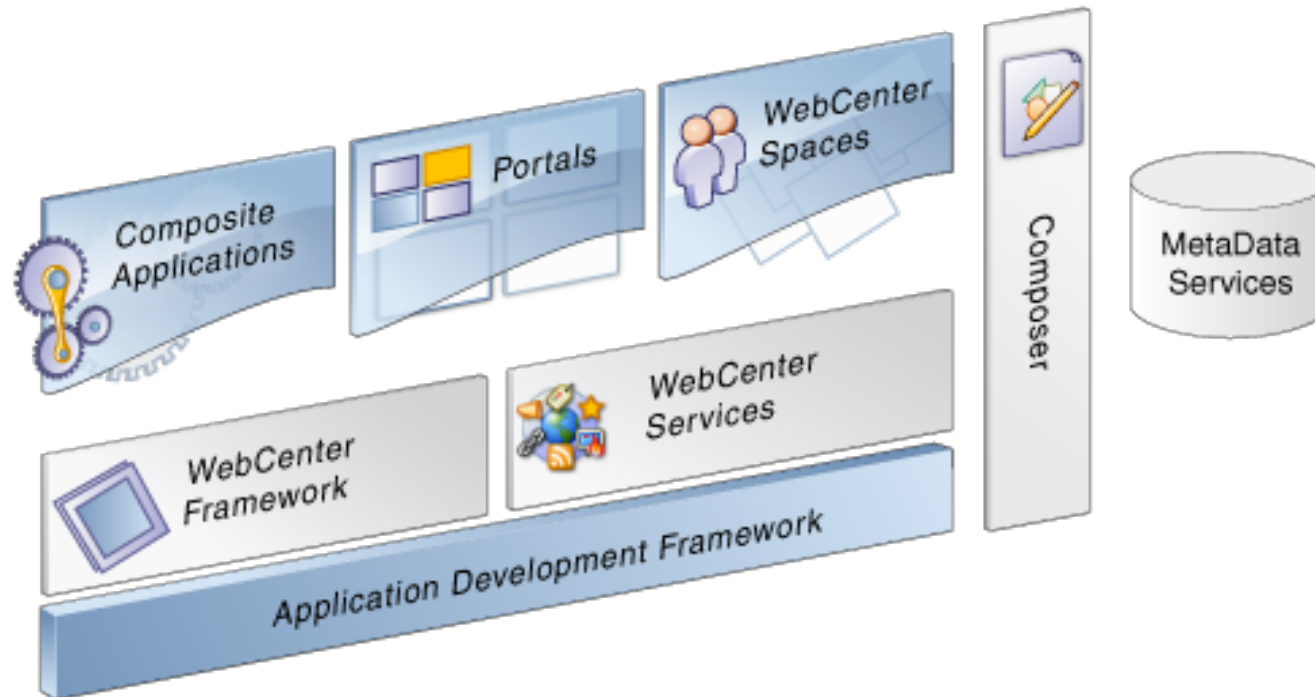 Composite
Applications
Portals
WebCenter
Spaces
Composer
MetaData
Services
WebCenter
Framework
WebCenter
Services
Application Development Framework